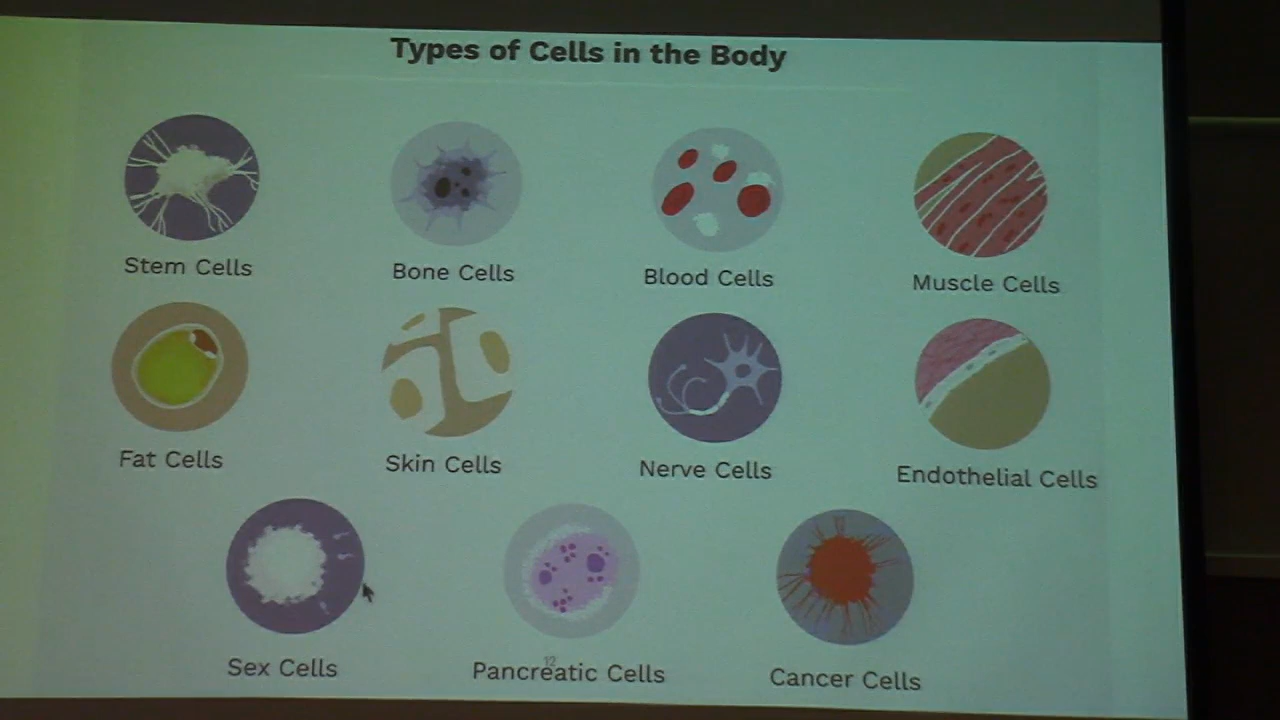 Types of Cells in the Body
Stem Cells
Bone Cells
Blood Cells
Muscle Cells
Fat Cells
Skin Cells
Nerve Cells
Endothelial Cells
Sex Cells
12
Pancreatic Cells
Cancer Cells